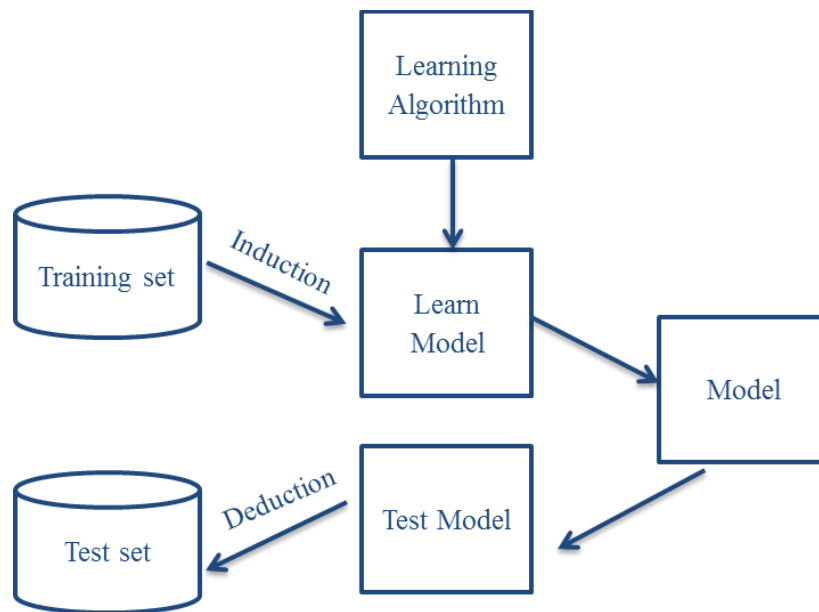 Learning
Algorithm
Induction
Training set
Learn
Model
Model
Deduction
Test Model
Test set